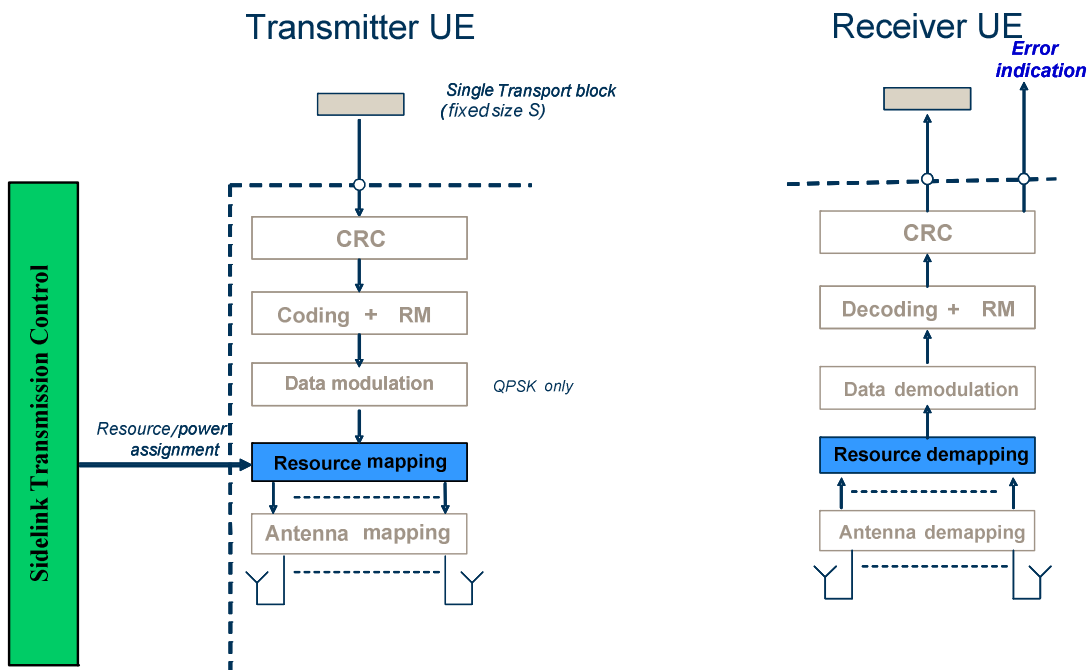 Transmitter UE
Receiver UE
Error
indication
Single Transport block
(fixed size S)
CRC
CRC
Coding + RM
Decoding + RM
Data modulation
QPSK only
Data demodulation
Sidelink Transmission Control
Resource/power
assignment
Resource mapping
Resource demapping
Antenna mapping
Antenna demapping